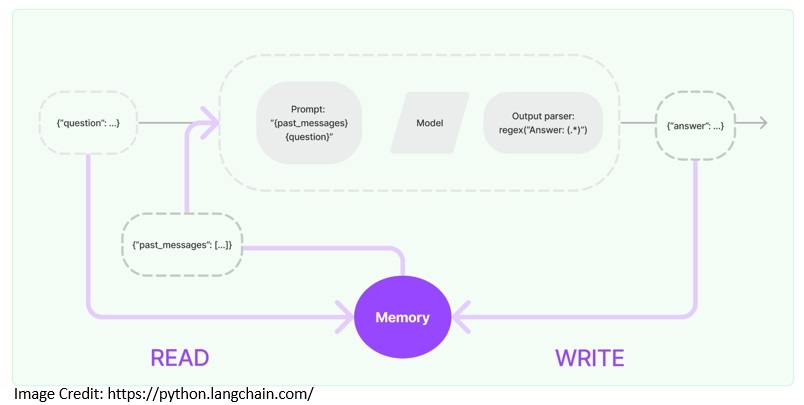 {"question": ...}
Prompt:
"{past_messages}
{question}"
Model
Output parser:
regex("Answer: (.*)")
{"answer": ...}
{"past_messages": [...]}
Memory
READ
WRITE
Image Credit: https://python.langchain.com/